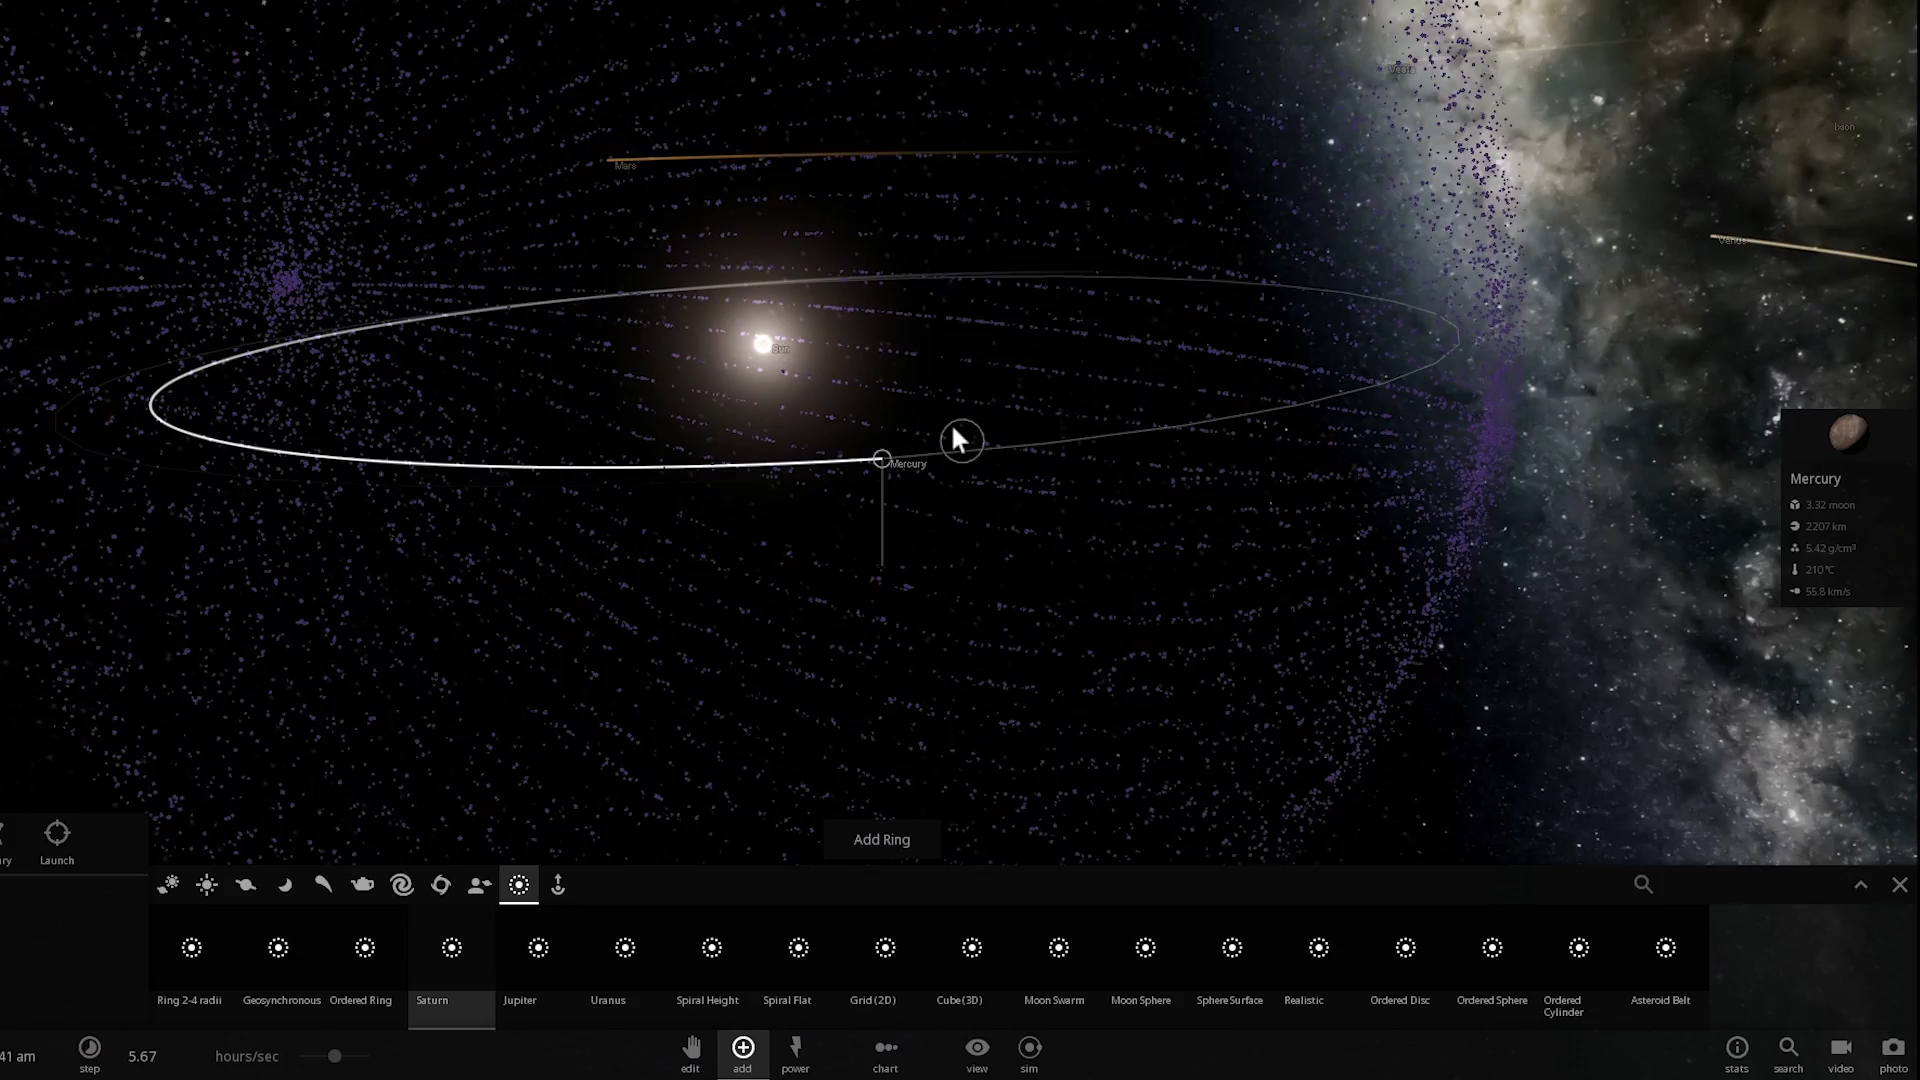 Vesta
Ixion
Mars
Venus
Sun
Mercury
Mercury
3.32 moon
2207 km
5.42 g/cm³
210 °C
55.8 km/s
Add Ring
ary
Launch
Ring 2-4 radii
Geosynchronous
Ordered Ring
Saturn
Jupiter
Uranus
Spiral Height
Spiral Flat
Grid (2D)
Cube (3D)
Moon Swarm
Moon Sphere
Sphere Surface
Realistic
Ordered Disc
Ordered Sphere
Ordered
Cylinder
Asteroid Belt
41 am
step
5.67
hours/sec
edit
add
power
chart
view
sim
stats
search
video
photo